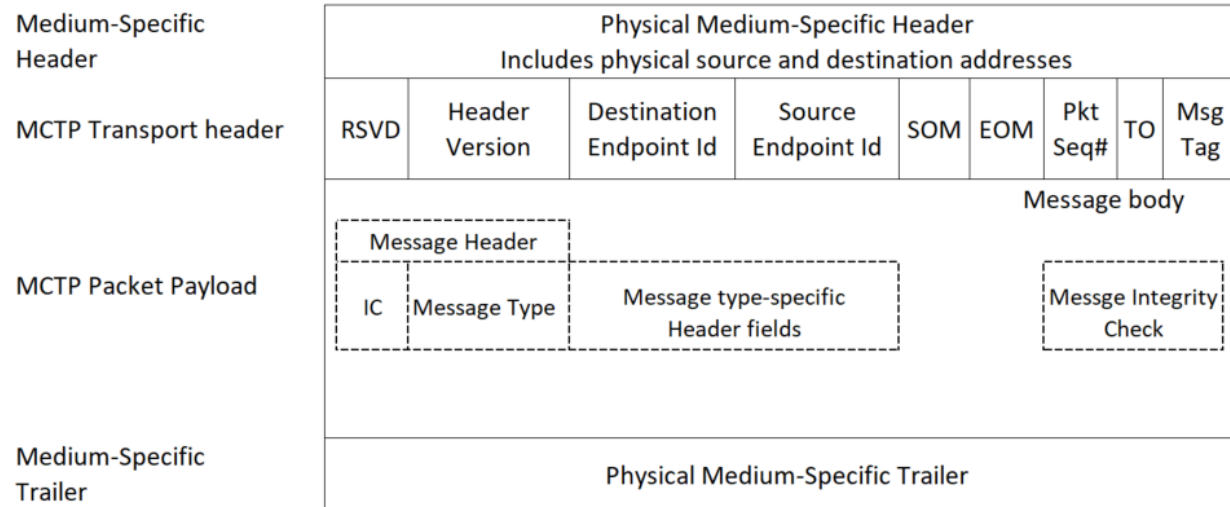 Medium-Specific
Header
Physical Medium-Specific Header
Includes physical source and destination addresses
MCTP Transport header
RSVD
Header
Version
Destination
Endpoint Id
Source
Endpoint Id
SOM
EOM
Pkt
Seq#
TO
Msg
Tag
Message body
Message Header
MCTP Packet Payload
IC
Message Type
Message type-specific
Header fields
Messge Integrity
Check
Medium-Specific
Trailer
Physical Medium-Specific Trailer